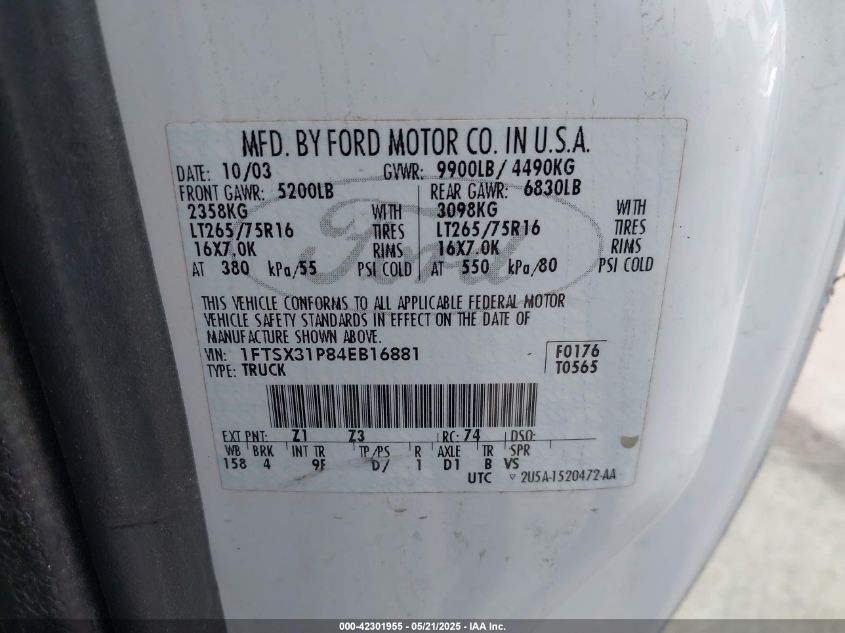 MFD. BY FORD MOTOR CO. IN U.S.A.
DATE: 10/03 GVWR: 9900LB/ 4490KG
FRONT GAWR: 5200LB REAR GAWR: 6830LB
2358KG WITH 3098KG WITH
LT265/75R16 TIRES LT265/75R16 TIRES
16X7.0K RIMS 16X7.0K RIMS
AT 380 kPa/55 PSI COLD AT 550 kPa/80 PSI COLD
Ford
THIS VEHICLE CONFORMS TO ALL APPLICABLE FEDERAL MOTOR
VEHICLE SAFETY STANDARDS IN EFFECT ON THE DATE OF
MANUFACTURE SHOWN ABOVE.
VIN: 1FTSX31P84EB16881 F0176
TYPE: TRUCK T0565
EXT PNT: Z1 Z3 RC: 74 DSO:
WB BRK INT TR TP/PS R AXLE TR SPR
158 4 9F D/ 1 D1 B VS
UTC 2U5A-1520472-AA
000-42301955 - 05/21/2025 - IAA Inc.